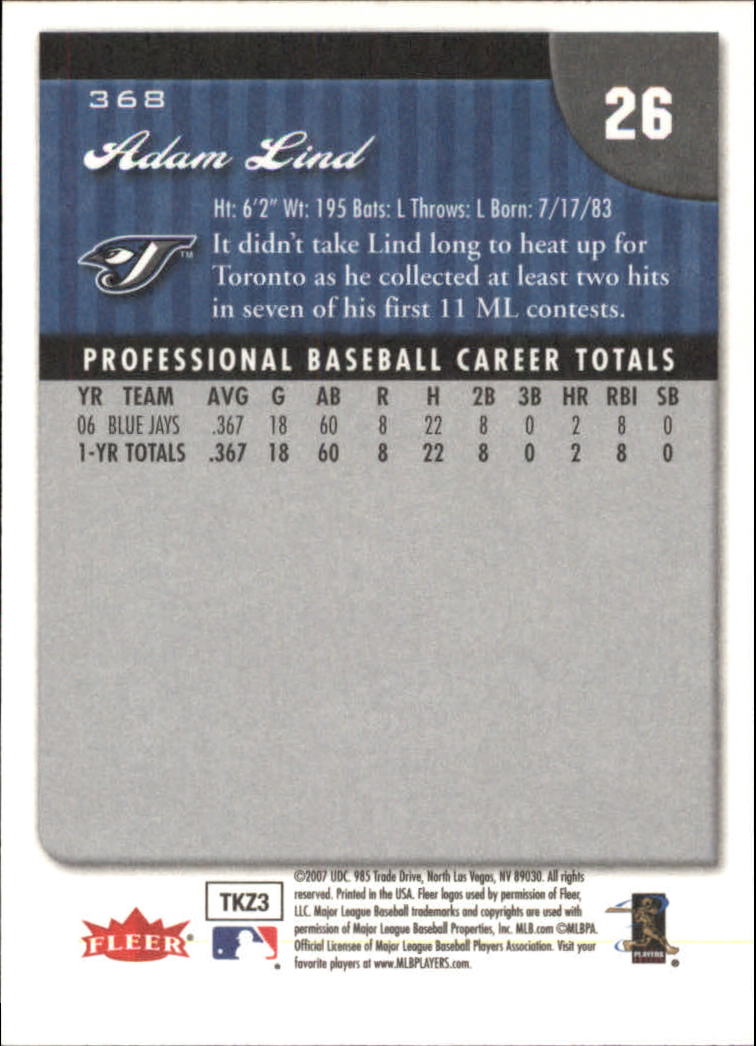 368
26
Adam Lind
Ht: 6'2" Wt: 195 Bats: L Throws: L Born: 7/17/83
It didn't take Lind long to heat up for
Toronto as he collected at least two hits
in seven of his first 11 ML contests.
J TM
PROFESSIONAL BASEBALL CAREER TOTALS
YR TEAM AVG G AB R H 2B 3B HR RBI SB
06 BLUE JAYS .367 18 60 8 22 8 0 2 8 0
1-YR TOTALS .367 18 60 8 22 8 0 2 8 0
©2007 UDC. 985 Trade Drive, North Las Vegas, NV 89030. All rights
reserved. Printed in the USA. Fleer logos used by permission of Fleer,
LLC. Major League Baseball trademarks and copyrights are used with
permission of Major League Baseball Properties, Inc. MLB.com ©MLBPA.
Official Licensee of Major League Baseball Players Association. Visit your
favorite players at www.MLBPLAYERS.com.
TKZ3
FLEER®
PLAYERS